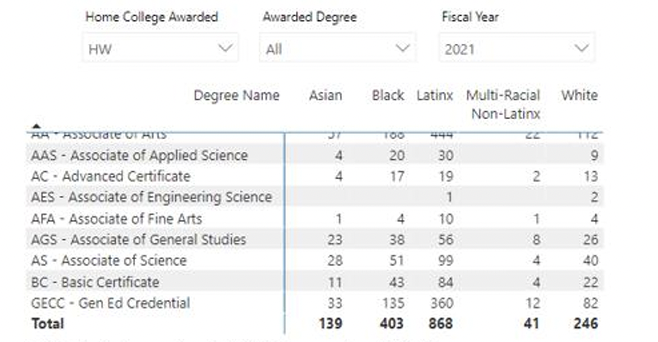 Home College Awarded Awarded Degree Fiscal Year
HW All 2021
Degree Name Asian Black Latinx Multi-Racial White
Non-Latinx
AA - Associate of Arts 444 22 112
AAS - Associate of Applied Science 4 20 30 9
AC - Advanced Certificate 4 17 19 2 13
AES - Associate of Engineering Science 1 2
AFA - Associate of Fine Arts 1 4 10 1 4
AGS - Associate of General Studies 23 38 56 8 26
AS - Associate of Science 28 51 99 4 40
BC - Basic Certificate 11 43 84 4 22
GECC - Gen Ed Credential 33 135 360 12 82
Total 139 403 868 41 246